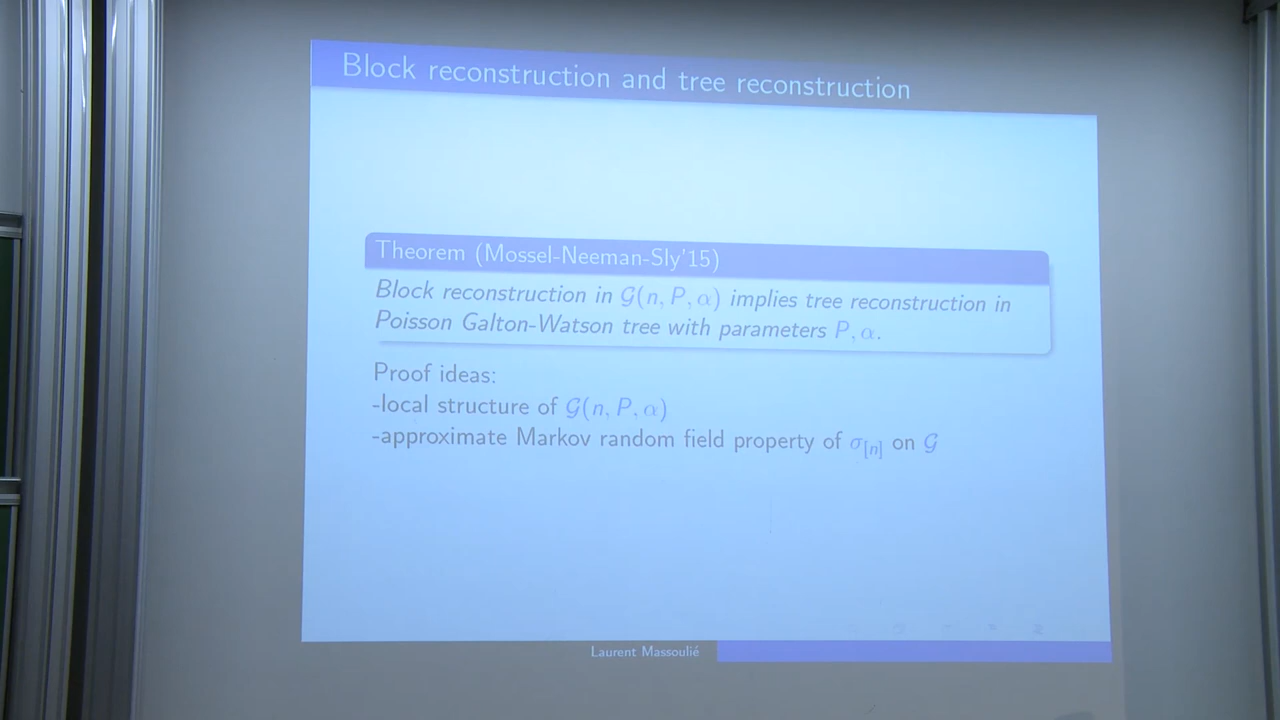 Block reconstruction and tree reconstruction
Theorem (Mossel-Neeman-Sly'15)
Block reconstruction in 𝒢(n, P, α) implies tree reconstruction in
Poisson Galton-Watson tree with parameters P, α.
Proof ideas:
-local structure of 𝒢(n, P, α)
-approximate Markov random field property of σ[n] on 𝒢
Laurent Massoulié